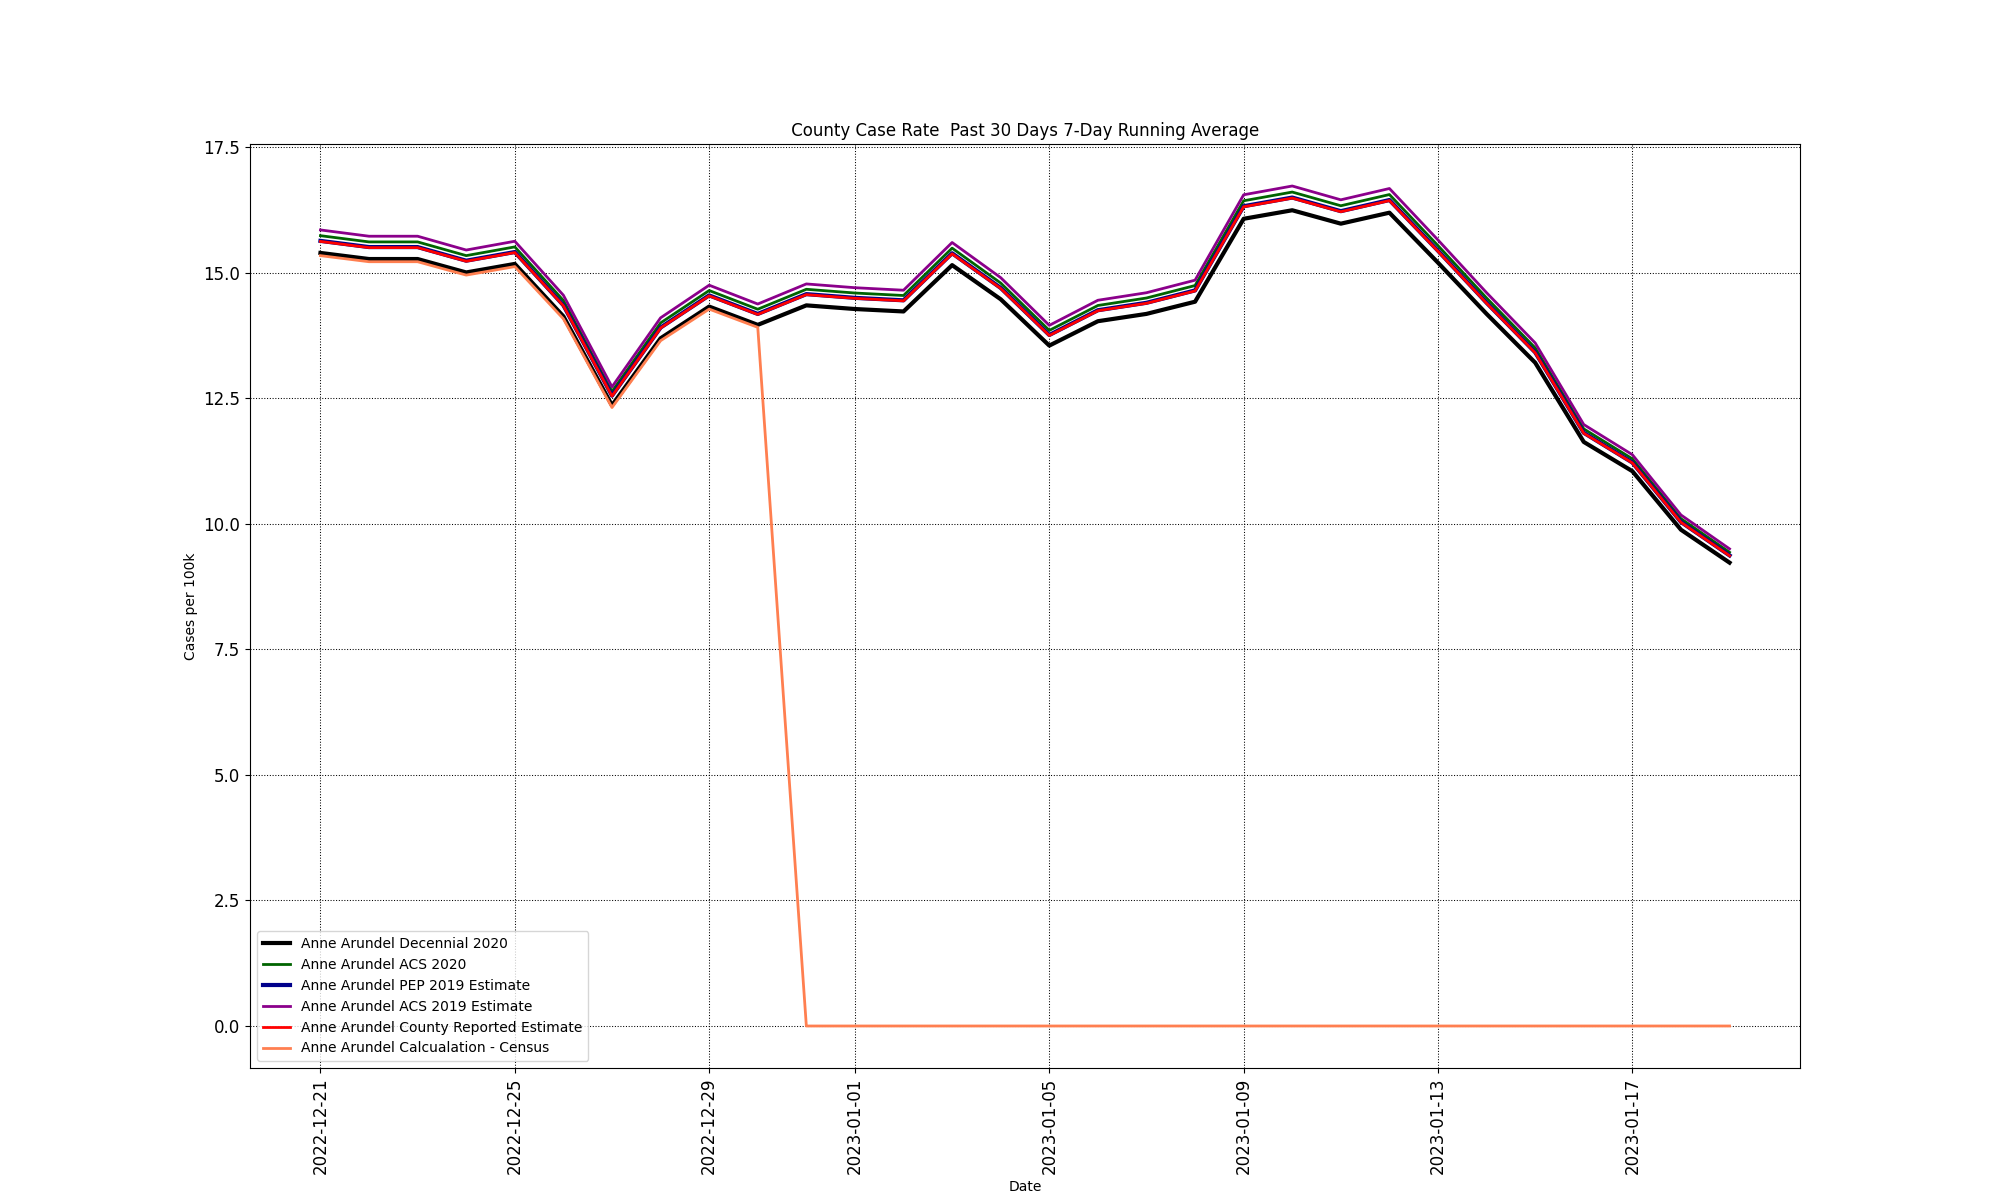 County Case Rate  Past 30 Days 7-Day Running Average
17.5
15.0
12.5
10.0
7.5
5.0
2.5
0.0
Cases per 100k
Anne Arundel Decennial 2020
Anne Arundel ACS 2020
Anne Arundel PEP 2019 Estimate
Anne Arundel ACS 2019 Estimate
Anne Arundel County Reported Estimate
Anne Arundel Calcualation - Census
2022-12-21
2022-12-25
2022-12-29
2023-01-01
2023-01-05
2023-01-09
2023-01-13
2023-01-17
Date